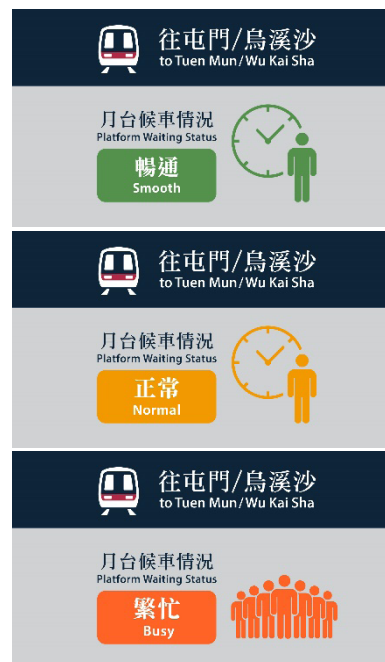 往屯門/烏溪沙
to Tuen Mun/Wu Kai Sha
月台候車情況
Platform Waiting Status
暢通
Smooth
往屯門/烏溪沙
to Tuen Mun/Wu Kai Sha
月台候車情況
Platform Waiting Status
正常
Normal
往屯門/烏溪沙
to Tuen Mun/Wu Kai Sha
月台候車情況
Platform Waiting Status
繁忙
Busy